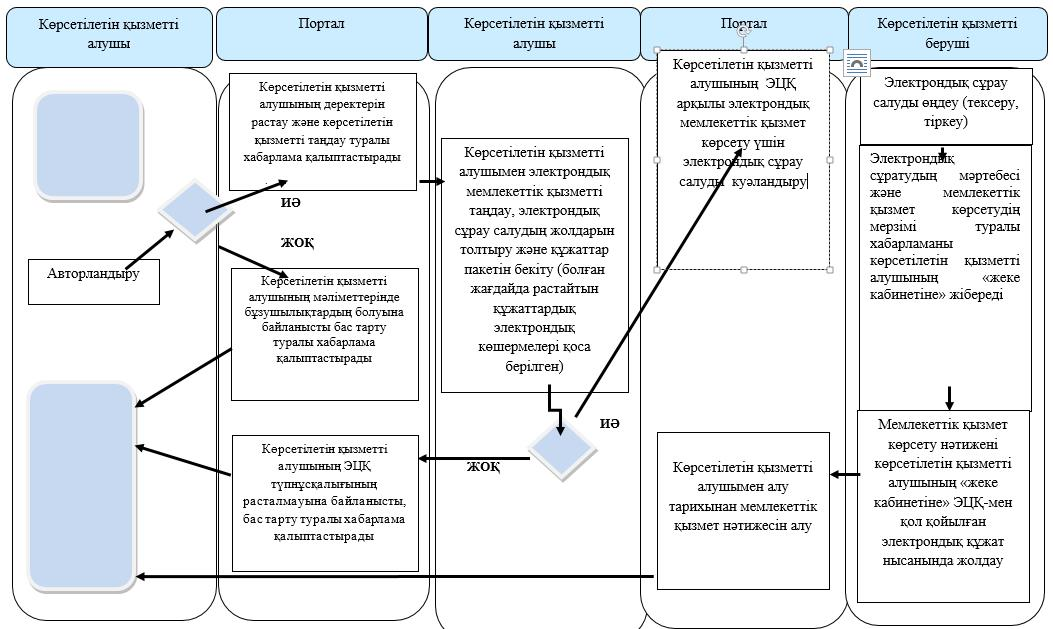 Көрсетілетін қызметті
алушы
Портал
Көрсетілетін қызметті
алушы
Портал
Көрсетілетін қызметті
беруші
Авторландыру
Көрсетілетін қызметті
алушының деректерін
растау және көрсетілетін
қызметті таңдау туралы
хабарлама қалыптастырады
ИӘ
ЖОҚ
Көрсетілетін қызметті
алушының мәліметтерінде
бұзушылықтардың болуына
байланысты бас тарту
туралы хабарлама
қалыптастырады
Көрсетілетін қызметті
алушының ЭЦҚ
түпнұсқалығының
расталмауына байланысты,
бас тарту туралы хабарлама
қалыптастырады
Көрсетілетін қызметті
алушымен электрондық
мемлекеттік қызметті
таңдау, электрондық
сұрау салудың жолдарын
толтыру және құжаттар
пакетін бекіту (болған
жағдайда растайтын
құжаттардық
электрондық
көшермелері қоса
берілген)
ИӘ
ЖОҚ
Көрсетілетін қызметті
алушының ЭЦҚ
арқылы электрондық
мемлекеттік қызмет
көрсету үшін
электрондық сұрау
салуды куәландыру
Көрсетілетін қызметті
алушымен алу
тарихынан мемлекеттік
қызмет нәтижесін алу
Электрондық сұрау
салуды өңдеу (тексеру,
тіркеу)
Электрондық
сұратудың мәртебесі
және мемлекеттік
қызмет көрсетудің
мерзімі туралы
хабарламаны
көрсетілетін қызметті
алушының «жеке
кабинетіне» жібереді
Мемлекеттік қызмет
көрсету нәтижені
көрсетілетін қызметті
алушының «жеке
кабинетіне» ЭЦҚ-мен
қол қойылған
электрондық құжат
нысанында жолдау